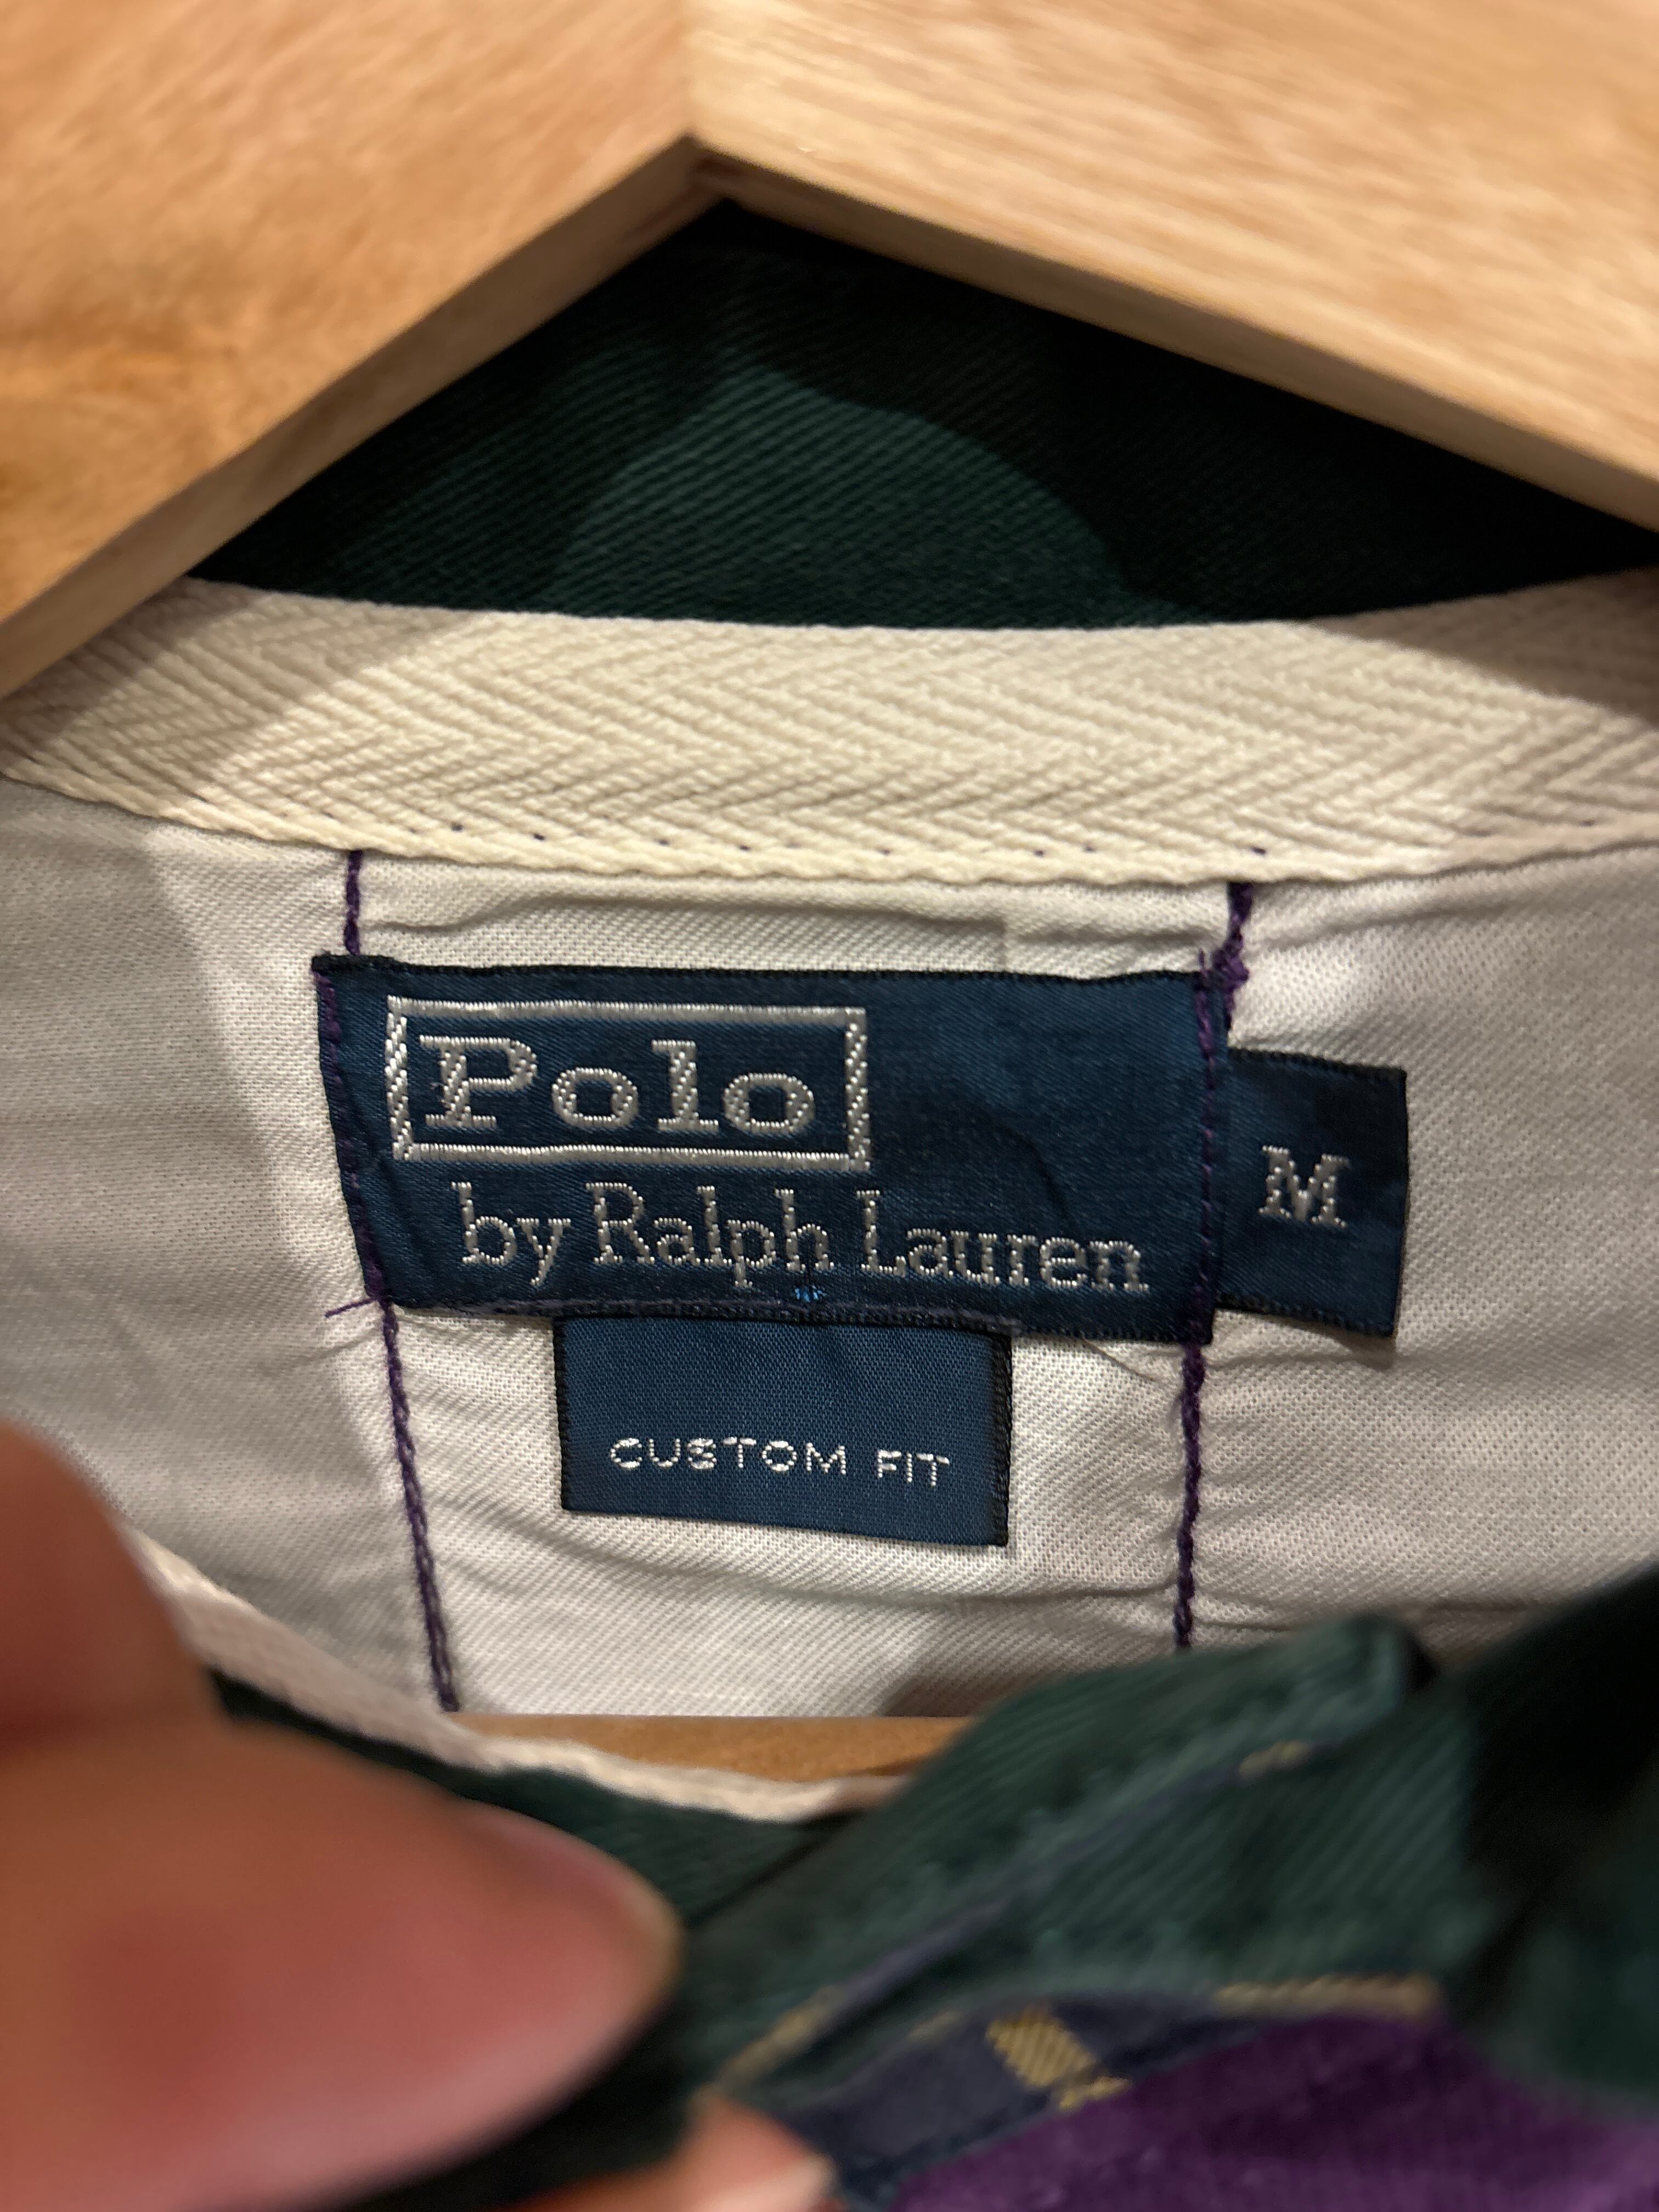 Polo
by Ralph Lauren
M
CUSTOM FIT